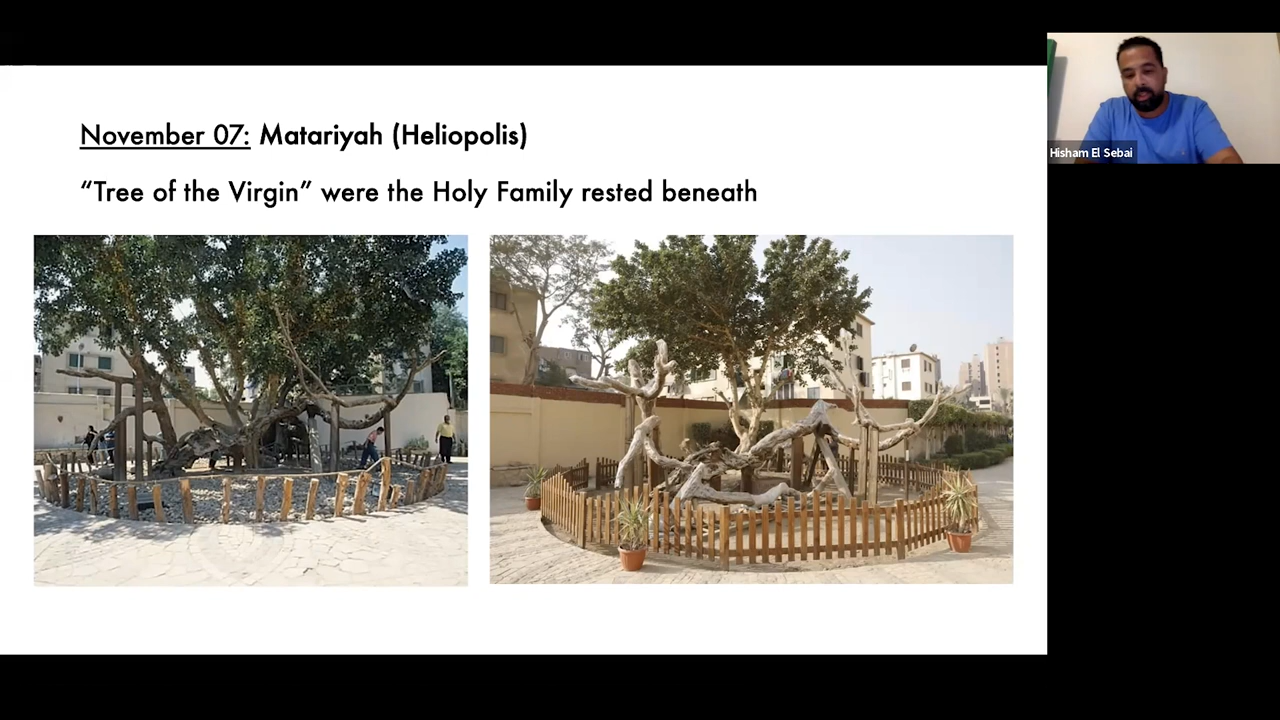 November 07: Matariyah (Heliopolis)
“Tree of the Virgin” were the Holy Family rested beneath
Hisham El Sebai